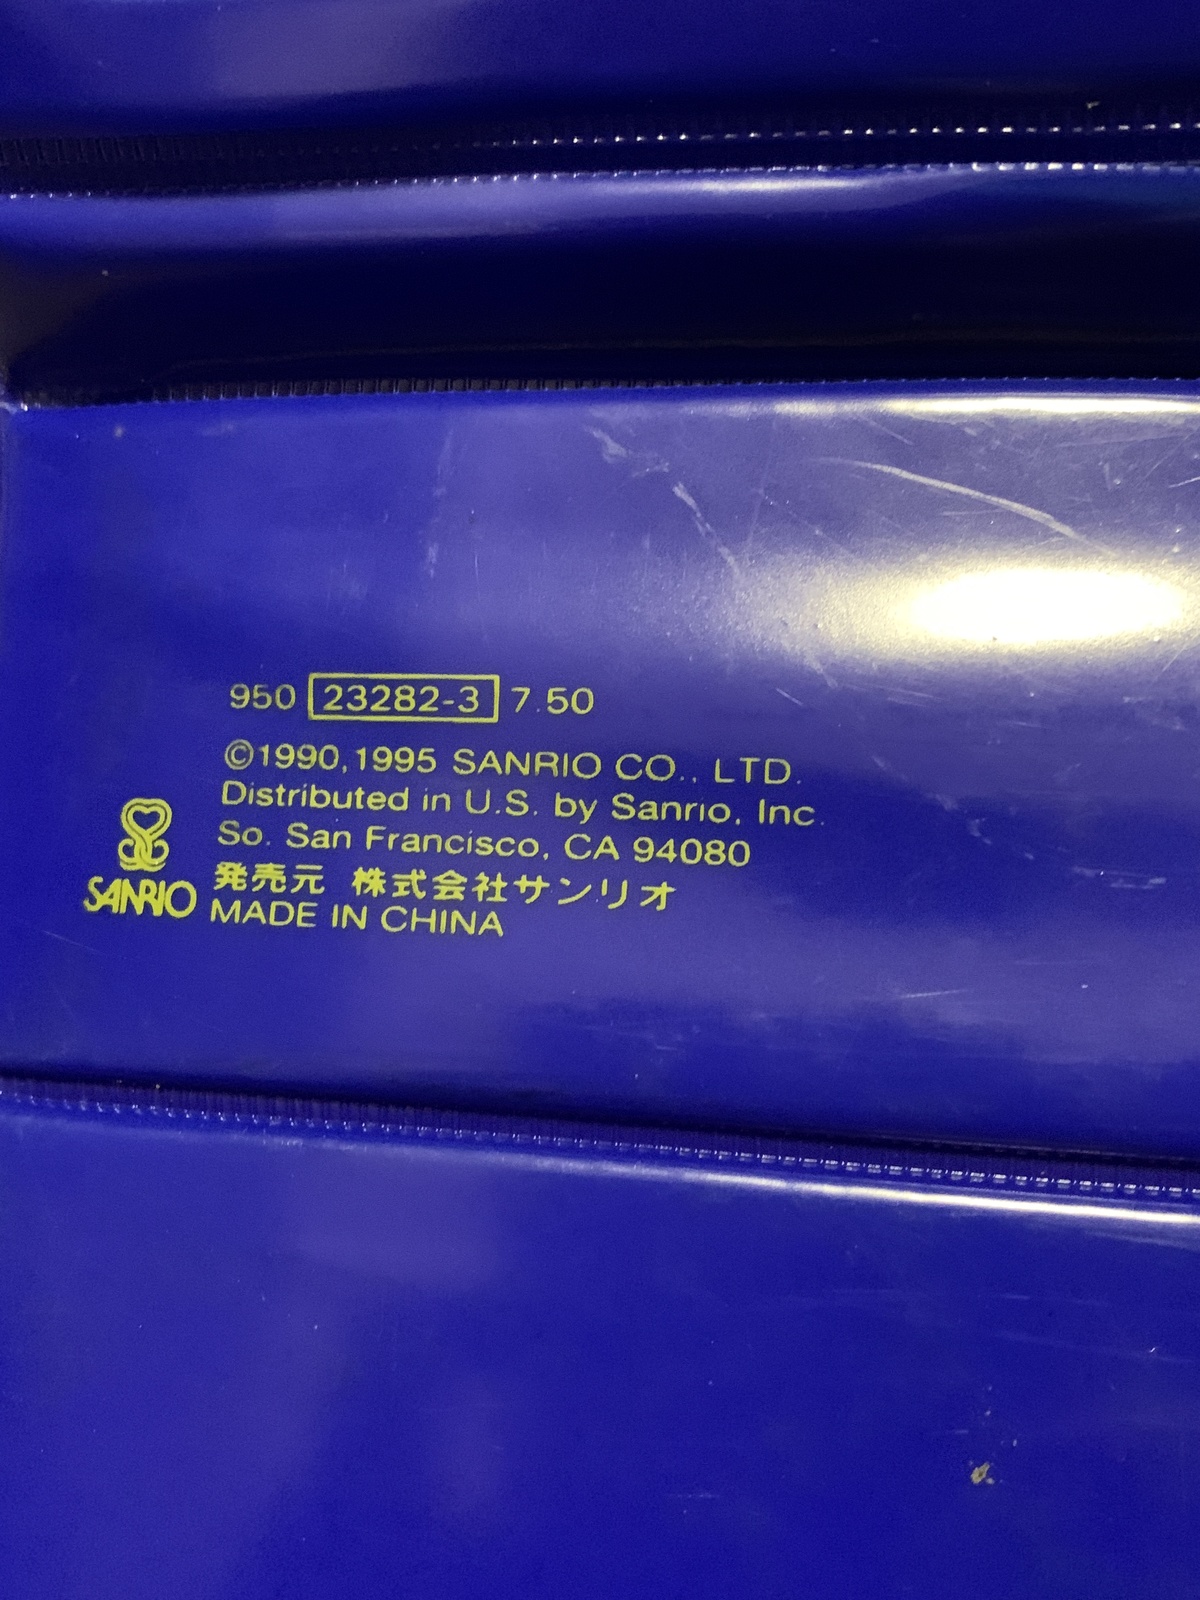 950 23282-3 7.50
©1990,1995 SANRIO CO., LTD.
Distributed in U.S. by Sanrio, Inc.
So. San Francisco, CA 94080
発売元 株式会社サンリオ
SANRIO
MADE IN CHINA